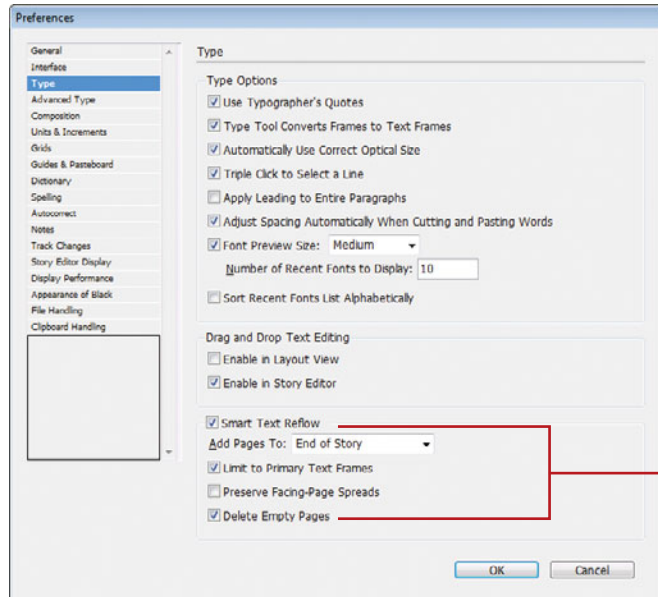 Preferences
General
Interface
Type
Advanced Type
Composition
Units & Increments
Grids
Guides & Pasteboard
Dictionary
Spelling
Autocorrect
Notes
Track Changes
Story Editor Display
Display Performance
Appearance of Black
File Handling
Clipboard Handling
Type
Type Options
Use Typographer's Quotes
Type Tool Converts Frames to Text Frames
Automatically Use Correct Optical Size
Triple Click to Select a Line
Apply Leading to Entire Paragraphs
Adjust Spacing Automatically When Cutting and Pasting Words
Font Preview Size: Medium
Number of Recent Fonts to Display: 10
Sort Recent Fonts List Alphabetically
Drag and Drop Text Editing
Enable in Layout View
Enable in Story Editor
Smart Text Reflow
Add Pages To: End of Story
Limit to Primary Text Frames
Preserve Facing-Page Spreads
Delete Empty Pages
OK Cancel